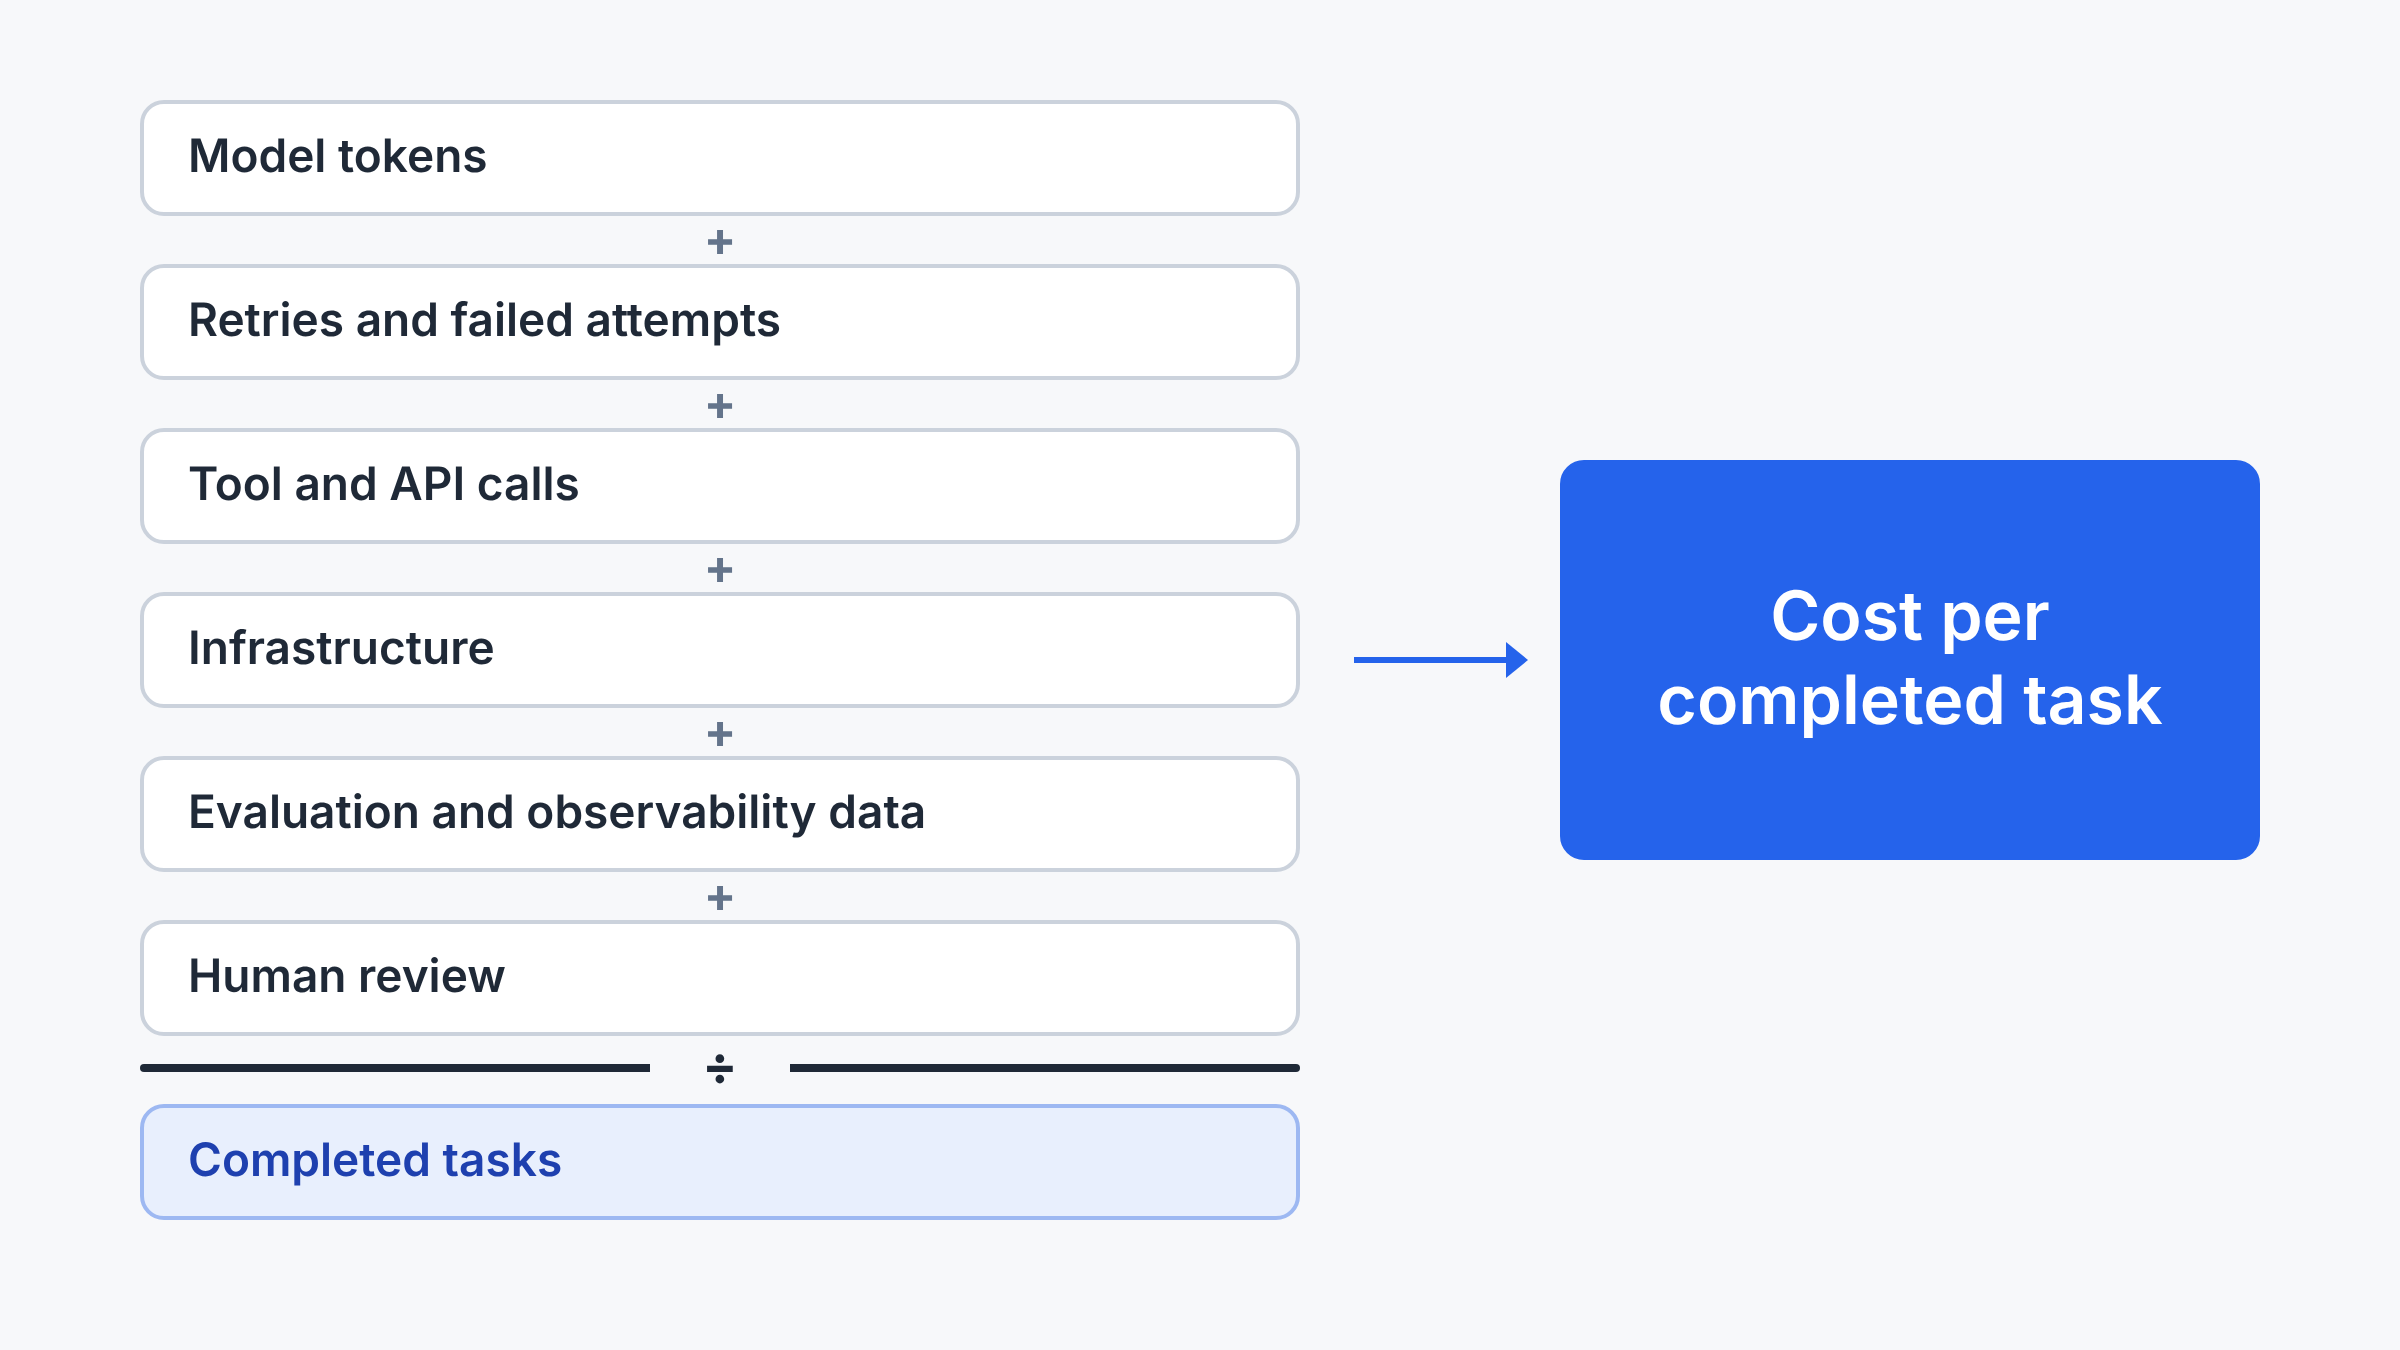 Model tokens
+
Retries and failed attempts
+
Tool and API calls
+
Infrastructure
+
Evaluation and observability data
+
Human review
÷
Completed tasks
Cost per
completed task